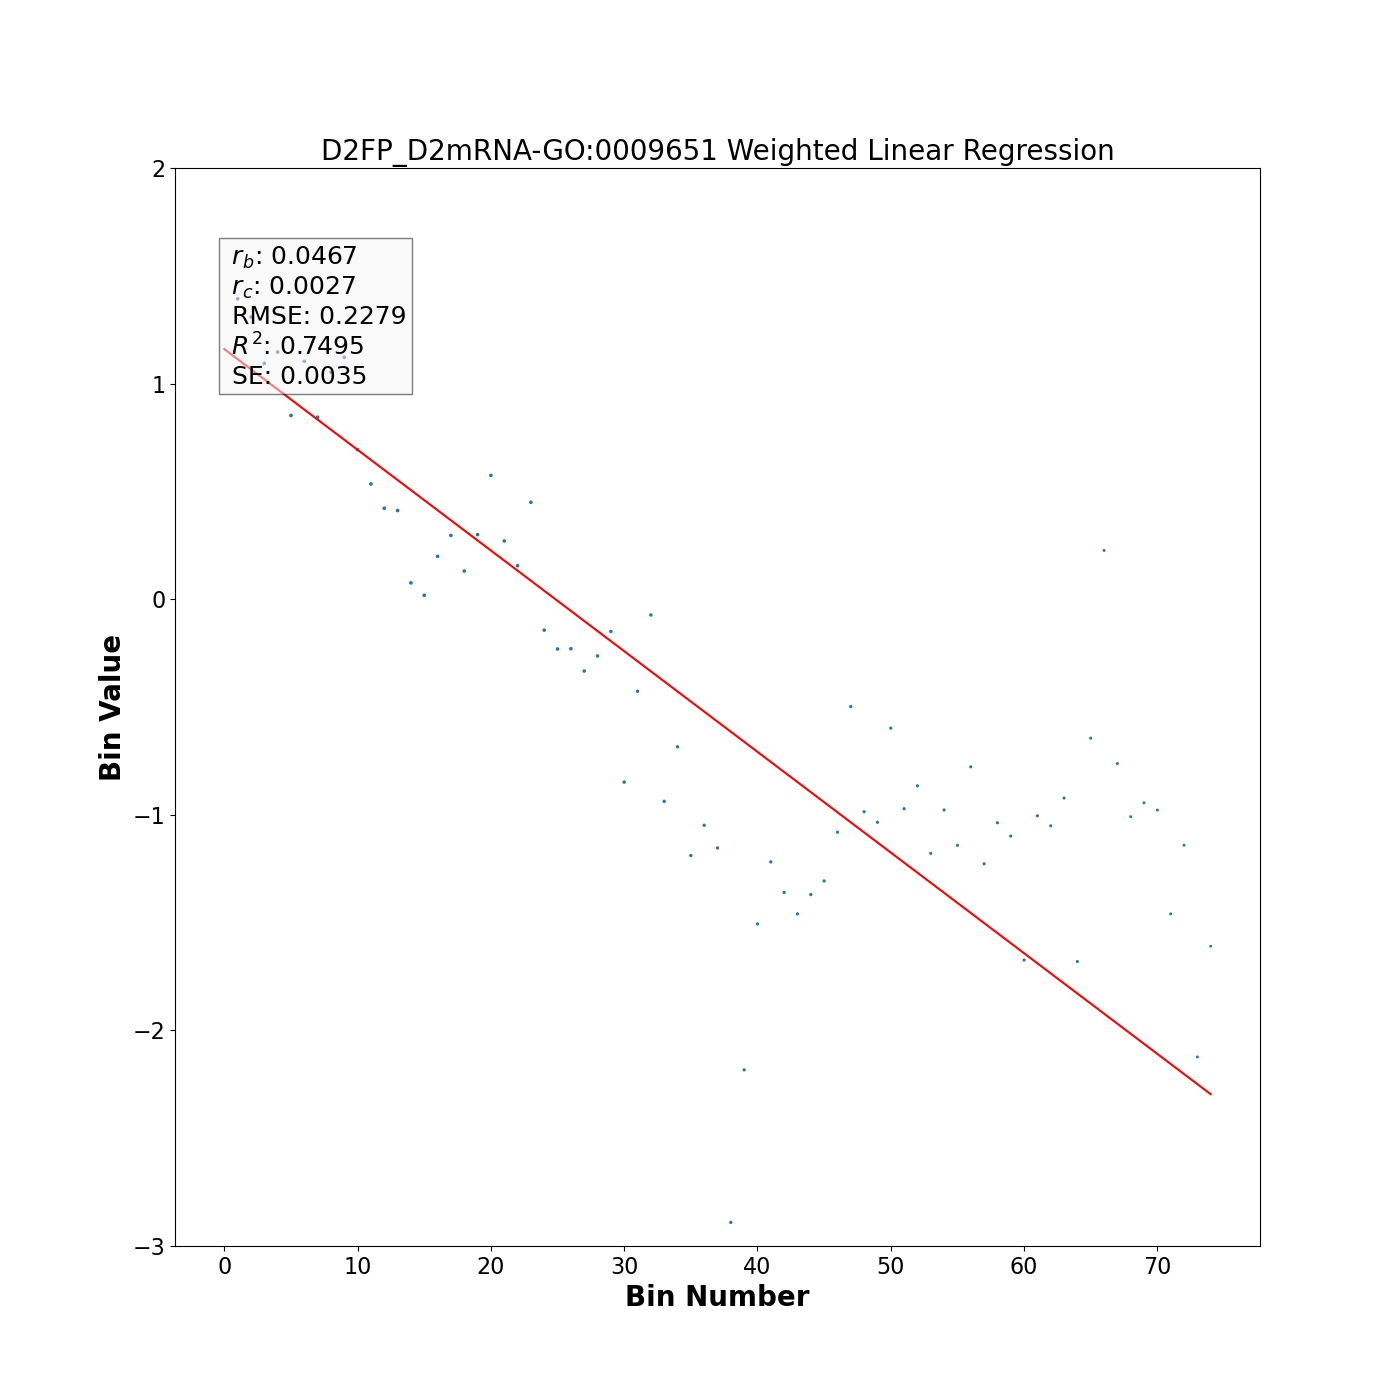 D2FP_D2mRNA-GO:0009651 Weighted Linear Regression
2
r_b: 0.0467
r_c: 0.0027
RMSE: 0.2279
R²: 0.7495
SE: 0.0035
1
0
−1
−2
−3
Bin Value
0 10 20 30 40 50 60 70
Bin Number